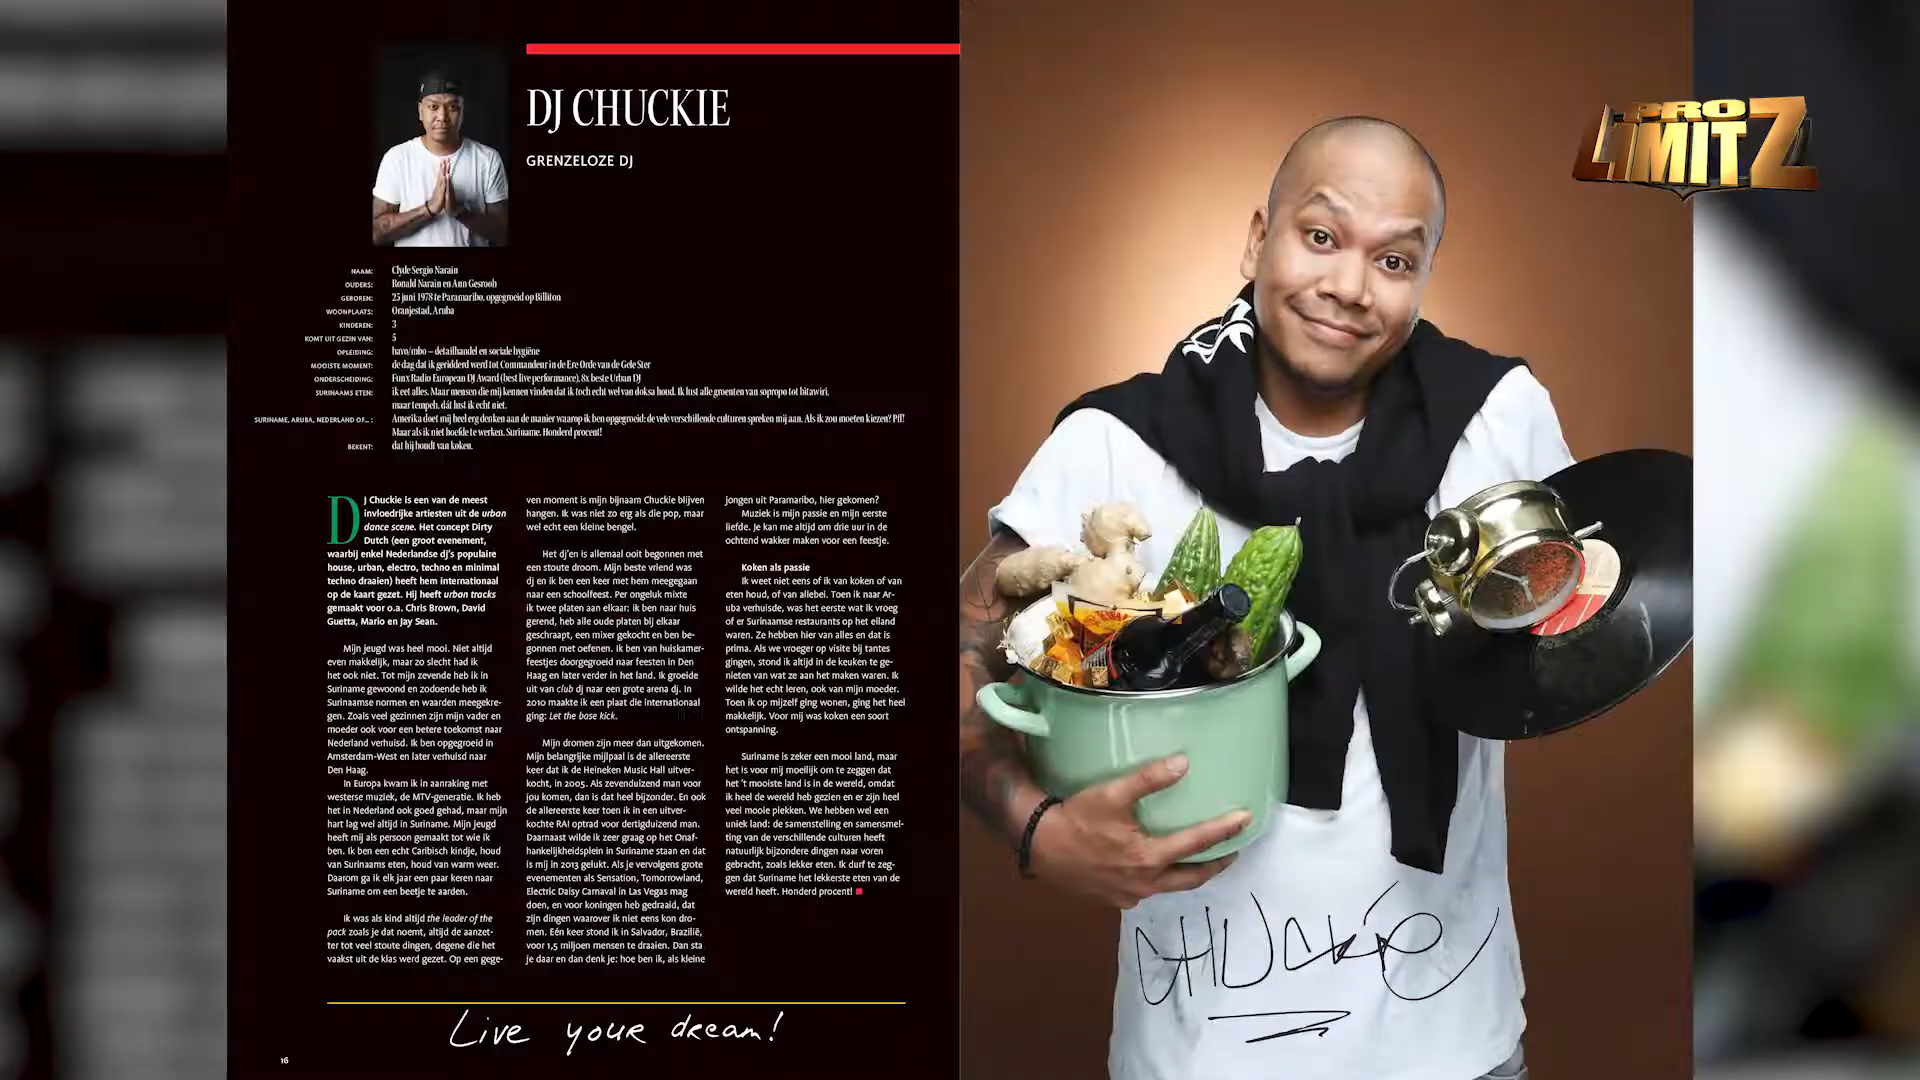 PRO
LIMITZ
DJ CHUCKIE
GRENZELOZE DJ
NAAM: Clyde Sergio Narain
OUDERS: Ronald Narain en Ann Gesrooh
GEBOREN: 25 juni 1978 te Paramaribo, opgegroeid op Billiton
WOONPLAATS: Oranjestad, Aruba
KINDEREN: 3
KOMT UIT GEZIN VAN: 5
OPLEIDING: havo/mbo – detailhandel en sociale hygiëne
MOOISTE MOMENT: de dag dat ik geridderd werd tot Commandeur in de Ere Orde van de Gele Ster
ONDERSCHEIDING: Funx Radio European DJ Award (best live performance), 8x beste Urban DJ
SURINAAMS ETEN: ik eet alles. Maar mensen die mij kennen vinden dat ik toch echt wel van doksa houd. Ik lust alle groenten van sopropo tot bitawiri,
maar tempeh, dát lust ik echt niet.
SURINAME, ARUBA, NEDERLAND OF... : Amerika doet mij heel erg denken aan de manier waarop ik ben opgegroeid; de vele verschillende culturen spreken mij aan. Als ik zou moeten kiezen? Pff!
Maar als ik niet hoefde te werken, Suriname. Honderd procent!
BEKENT: dat hij houdt van koken.
DJ Chuckie is een van de meest
invloedrijke artiesten uit de urban
dance scene. Het concept Dirty
Dutch (een groot evenement,
waarbij enkel Nederlandse dj's populaire
house, urban, electro, techno en minimal
techno draaien) heeft hem internationaal
op de kaart gezet. Hij heeft urban tracks
gemaakt voor o.a. Chris Brown, David
Guetta, Mario en Jay Sean.
Mijn jeugd was heel mooi. Niet altijd
even makkelijk, maar zo slecht had ik
het ook niet. Tot mijn zevende heb ik in
Suriname gewoond en zodoende heb ik
Surinaamse normen en waarden meegekre-
gen. Zoals veel gezinnen zijn mijn vader en
moeder ook voor een betere toekomst naar
Nederland verhuisd. Ik ben opgegroeid in
Amsterdam-West en later verhuisd naar
Den Haag.
In Europa kwam ik in aanraking met
westerse muziek, de MTV-generatie. Ik heb
het in Nederland ook goed gehad, maar mijn
hart lag wel altijd in Suriname. Mijn jeugd
heeft mij als persoon gemaakt tot wie ik
ben. Ik ben een echt Caribisch kindje, houd
van Surinaams eten, houd van warm weer.
Daarom ga ik elk jaar een paar keren naar
Suriname om een beetje te aarden.
Ik was als kind altijd the leader of the
pack zoals je dat noemt, altijd de aanzet-
ter tot veel stoute dingen, degene die het
vaakst uit de klas werd gezet. Op een gege-
ven moment is mijn bijnaam Chuckie blijven
hangen. Ik was niet zo erg als die pop, maar
wel echt een kleine bengel.
Het dj'en is allemaal ooit begonnen met
een stoute droom. Mijn beste vriend was
dj en ik ben een keer met hem meegegaan
naar een schoolfeest. Per ongeluk mixte
ik twee platen aan elkaar: ik ben naar huis
gerend, heb alle oude platen bij elkaar
geschraapt, een mixer gekocht en ben be-
gonnen met oefenen. Ik ben van huiskamer-
feestjes doorgegroeid naar feesten in Den
Haag en later verder in het land. Ik groeide
uit van club dj naar een grote arena dj. In
2010 maakte ik een plaat die internationaal
ging: Let the base kick.
Mijn dromen zijn meer dan uitgekomen.
Mijn belangrijke mijlpaal is de allereerste
keer dat ik de Heineken Music Hall uitver-
kocht, in 2005. Als zevenduizend man voor
jou komen, dan is dat heel bijzonder. En ook
de allereerste keer toen ik in een uitver-
kochte RAI optrad voor dertigduizend man.
Daarnaast wilde ik zeer graag op het Onaf-
hankelijkheidsplein in Suriname staan en dat
is mij in 2013 gelukt. Als je vervolgens grote
evenementen als Sensation, Tomorrowland,
Electric Daisy Carnaval in Las Vegas mag
doen, en voor koningen heb gedraaid, dat
zijn dingen waarover ik niet eens kon dro-
men. Eén keer stond ik in Salvador, Brazilië,
voor 1,5 miljoen mensen te draaien. Dan sta
je daar en dan denk je: hoe ben ik, als kleine
jongen uit Paramaribo, hier gekomen?
Muziek is mijn passie en mijn eerste
liefde. Je kan me altijd om drie uur in de
ochtend wakker maken voor een feestje.
Koken als passie
Ik weet niet eens of ik van koken of van
eten houd, of van allebei. Toen ik naar Ar-
uba verhuisde, was het eerste wat ik vroeg
of er Surinaamse restaurants op het eiland
waren. Ze hebben hier van alles en dat is
prima. Als we vroeger op visite bij tantes
gingen, stond ik altijd in de keuken te ge-
nieten van wat ze aan het maken waren. Ik
wilde het echt leren, ook van mijn moeder.
Toen ik op mijzelf ging wonen, ging het heel
makkelijk. Voor mij was koken een soort
ontspanning.
Suriname is zeker een mooi land, maar
het is voor mij moeilijk om te zeggen dat
het 't mooiste land is in de wereld, omdat
ik heel de wereld heb gezien en er zijn heel
veel mooie plekken. We hebben wel een
uniek land: de samenstelling en samensmel-
ting van de verschillende culturen heeft
natuurlijk bijzondere dingen naar voren
gebracht, zoals lekker eten. Ik durf te zeg-
gen dat Suriname het lekkerste eten van de
wereld heeft. Honderd procent!
CHUCKIE
Live your dream!
16